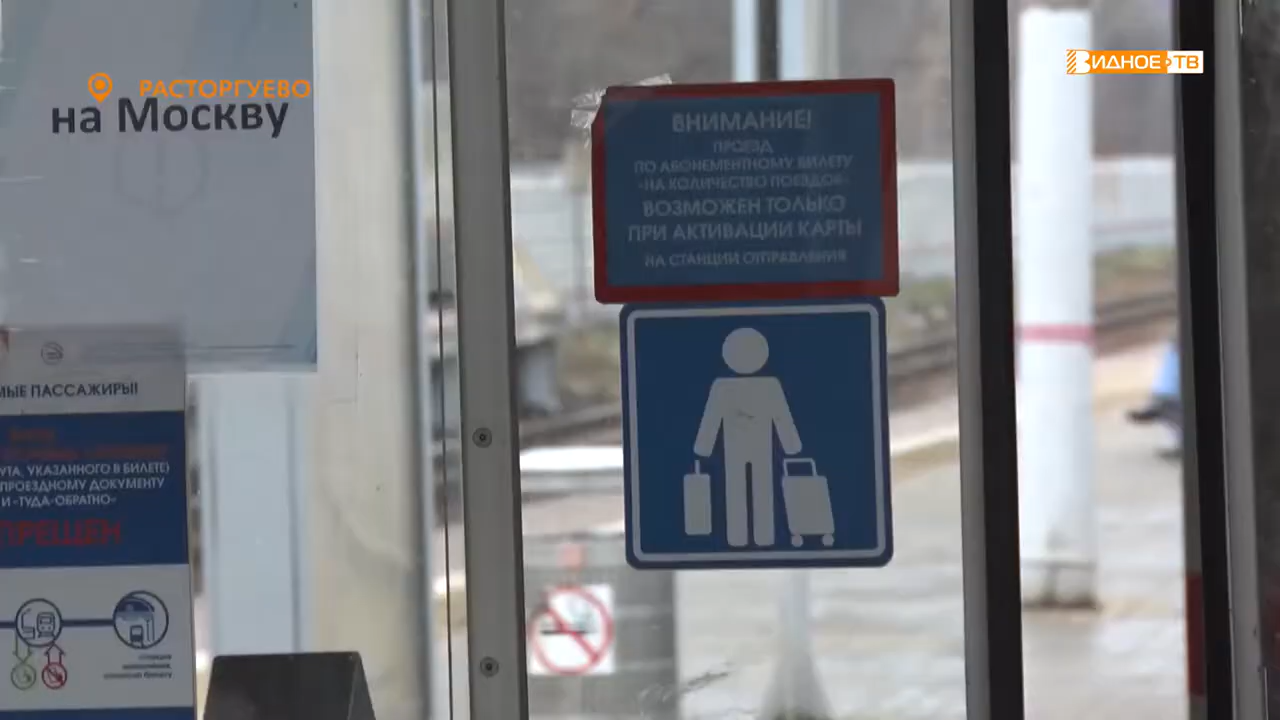 РАСТОРГУЕВО
на Москву
ВИДНОЕ ТВ
ВНИМАНИЕ!
ПРОЕЗД
ПО АБОНЕМЕНТНОМУ БИЛЕТУ
«НА КОЛИЧЕСТВО ПОЕЗДОК»
ВОЗМОЖЕН ТОЛЬКО
ПРИ АКТИВАЦИИ КАРТЫ
НА СТАНЦИИ ОТПРАВЛЕНИЯ
МЫЕ ПАССАЖИРЫ!
УТА, УКАЗАННОГО В БИЛЕТЕ)
ПРОЕЗДНОМУ ДОКУМЕНТУ
И «ТУДА-ОБРАТНО»
ПРЕЩЕН